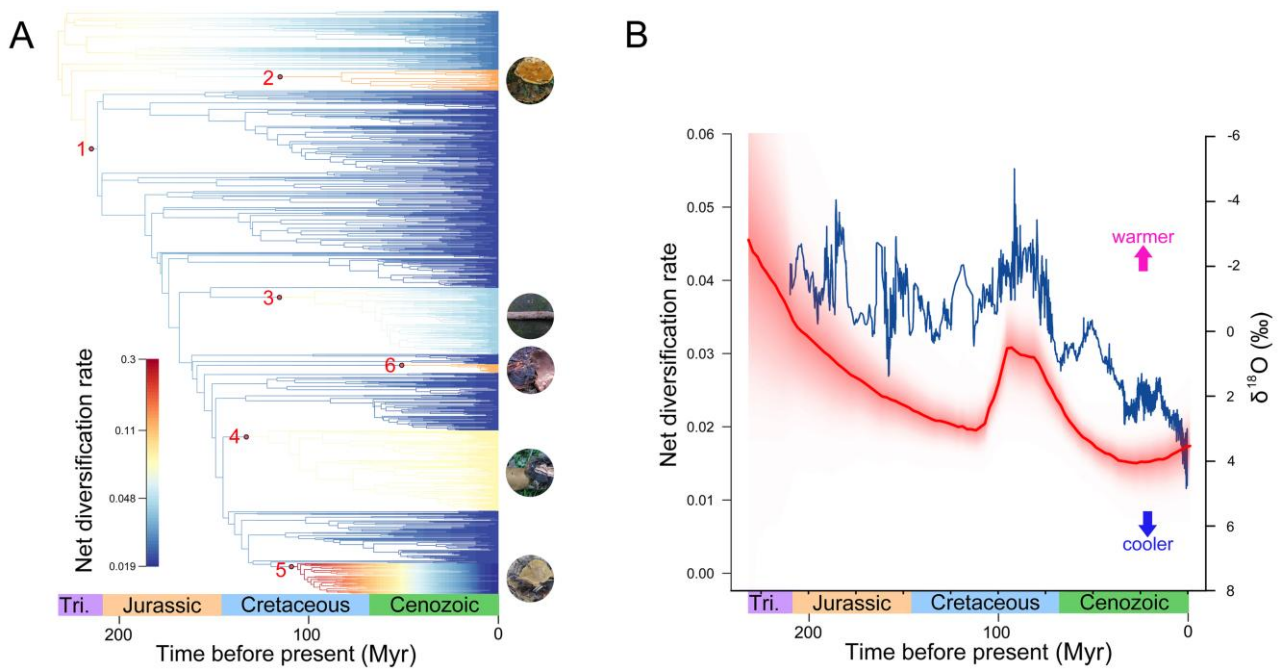 A
2
1
3
6
4
5
Net diversification rate
0.3
0.11
0.048
0.019
Tri. Jurassic Cretaceous Cenozoic
200 100 0
Time before present (Myr)
B
0.06
0.05
0.04
0.03
0.02
0.01
0.00
Net diversification rate
warmer
cooler
-6
-4
-2
0
2
4
6
8
δ¹⁸O (‰)
Tri. Jurassic Cretaceous Cenozoic
200 100 0
Time before present (Myr)